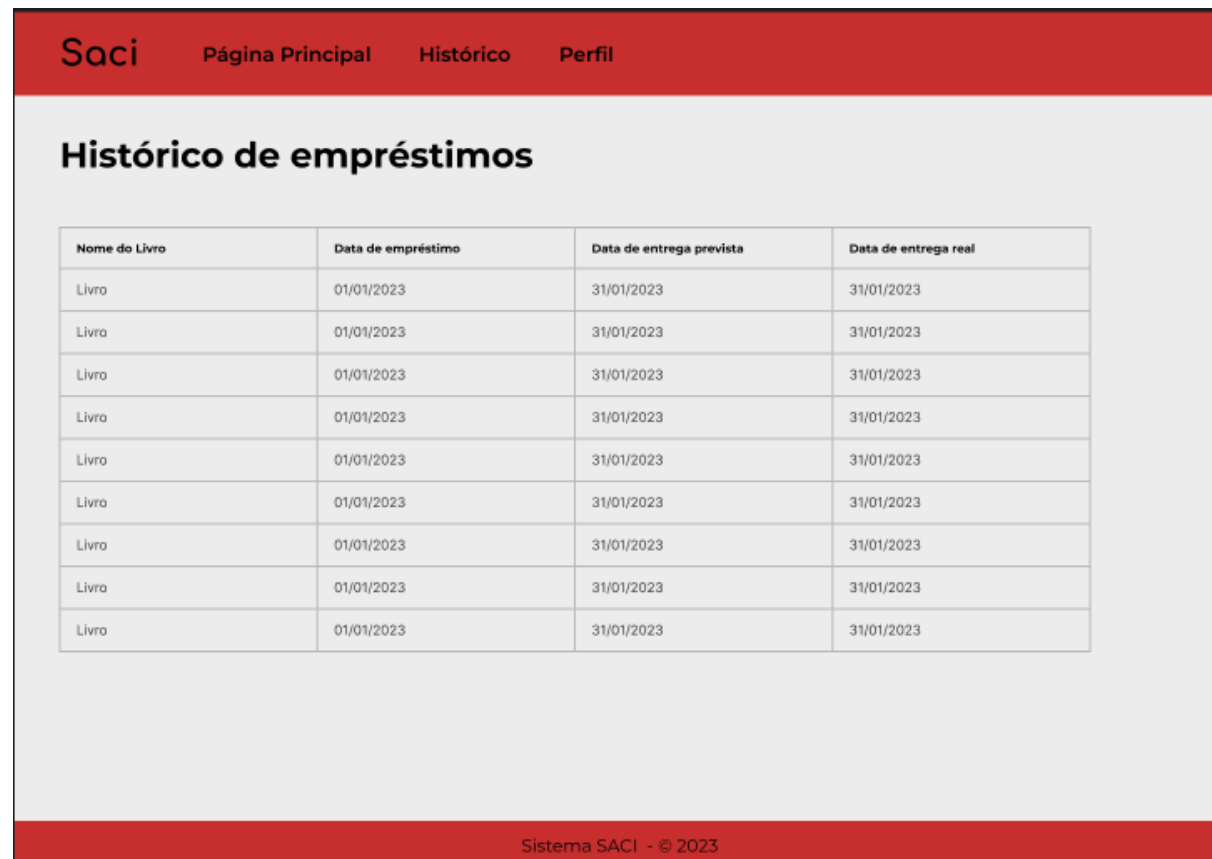 Saci Página Principal Histórico Perfil
Histórico de empréstimos
Nome do Livro Data de empréstimo Data de entrega prevista Data de entrega real
Livro 01/01/2023 31/01/2023 31/01/2023
Livro 01/01/2023 31/01/2023 31/01/2023
Livro 01/01/2023 31/01/2023 31/01/2023
Livro 01/01/2023 31/01/2023 31/01/2023
Livro 01/01/2023 31/01/2023 31/01/2023
Livro 01/01/2023 31/01/2023 31/01/2023
Livro 01/01/2023 31/01/2023 31/01/2023
Livro 01/01/2023 31/01/2023 31/01/2023
Livro 01/01/2023 31/01/2023 31/01/2023
Sistema SACI - © 2023